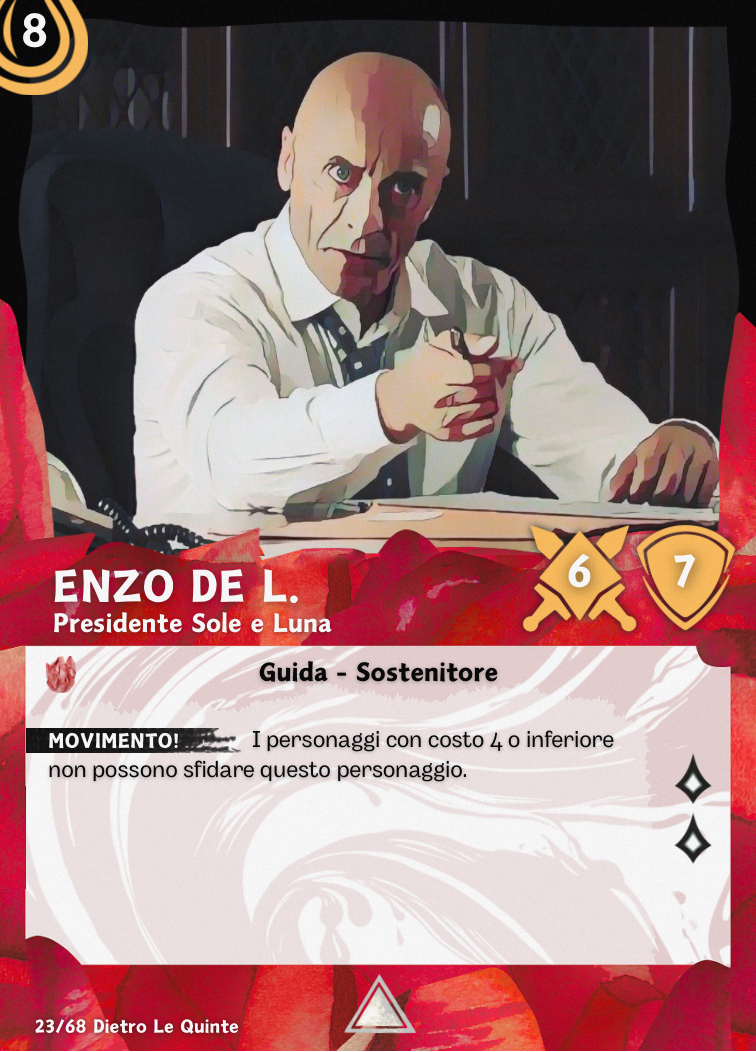 8
ENZO DE L.
Presidente Sole e Luna
6
7
Guida - Sostenitore
MOVIMENTO! I personaggi con costo 4 o inferiore
non possono sfidare questo personaggio.
23/68 Dietro Le Quinte